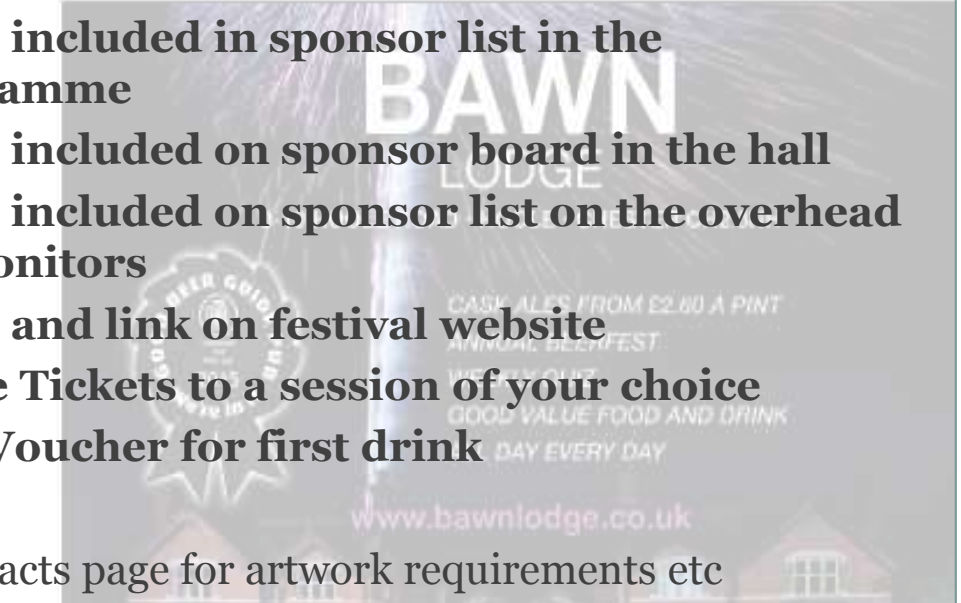 included in sponsor list in the
BAWN
amme
included on sponsor board in the hall
LODGE
included on sponsor list on the overhead
onitors
CASK ALES FROM £2.60 A PINT
and link on festival website
ANNUAL BEERFEST
e Tickets to a session of your choice
GOOD VALUE FOOD AND DRINK
Voucher for first drink
DAY EVERY DAY
www.bawnlodge.co.uk
acts page for artwork requirements etc